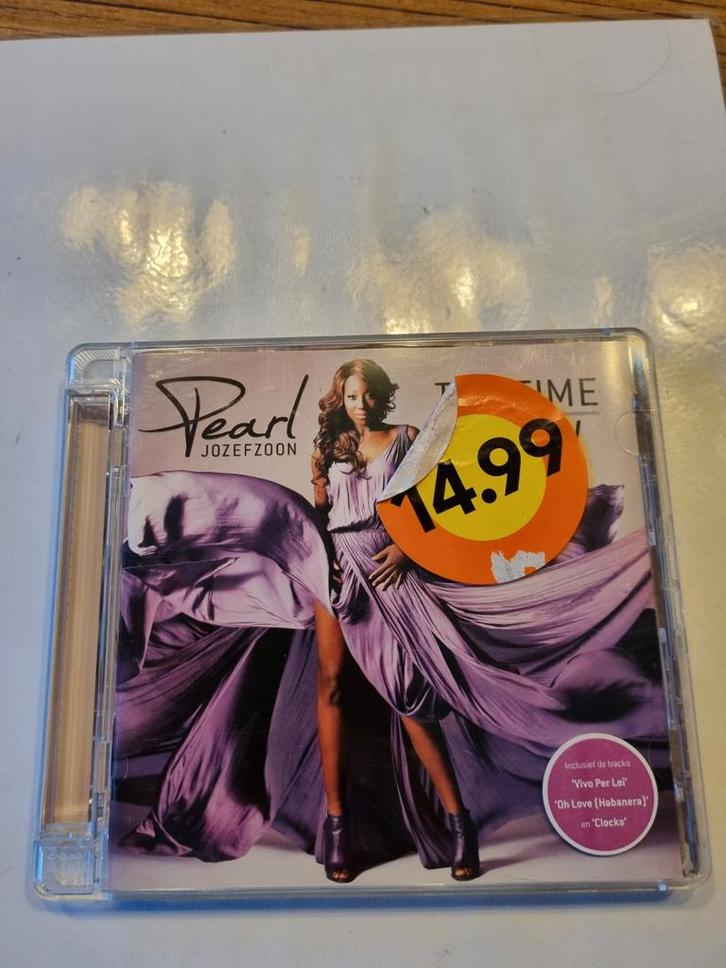 Pearl
JOZEFZOON
TIME
14.99
Inclusief de tracks
'Vivo Per Lei'
'Oh Love (Habanera)'
en 'Clocks'